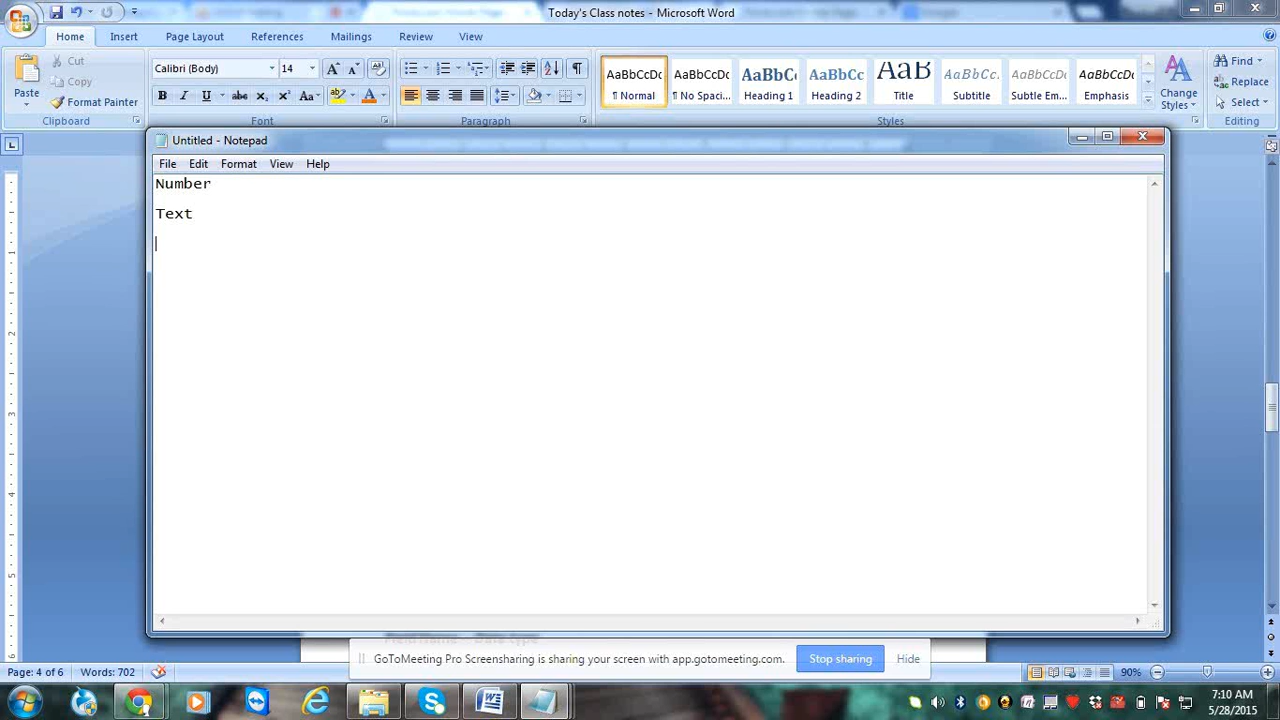 Today's Class notes - Microsoft Word
Home Insert Page Layout References Mailings Review View
Paste
Cut
Copy
Format Painter
Clipboard
Calibri (Body) 14
Font
Paragraph
AaBbCcDc AaBbCcDc AaBbC AaBbCc AaB AaBbCc. AaBbCcDc AaBbCcDc
¶ Normal ¶ No Spaci... Heading 1 Heading 2 Title Subtitle Subtle Em... Emphasis
Styles
Change Styles
Find
Replace
Select
Editing
Untitled - Notepad
File Edit Format View Help
Number
Text
GoToMeeting Pro Screensharing is sharing your screen with app.gotomeeting.com. Stop sharing Hide
Page: 4 of 6 Words: 702 90%
7:10 AM
5/28/2015